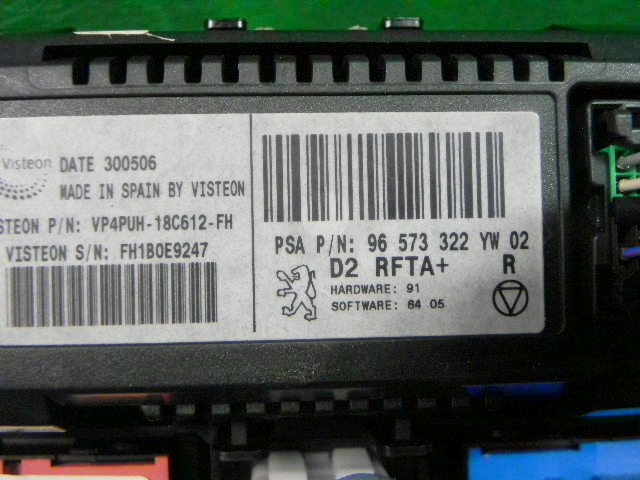 Visteon
DATE 300506
MADE IN SPAIN BY VISTEON
STEON P/N: VP4PUH-18C612-FH
VISTEON S/N: FH1B0E9247
PSA P/N: 96 573 322 YW 02
D2 RFTA+ R
HARDWARE: 91
SOFTWARE: 64 05